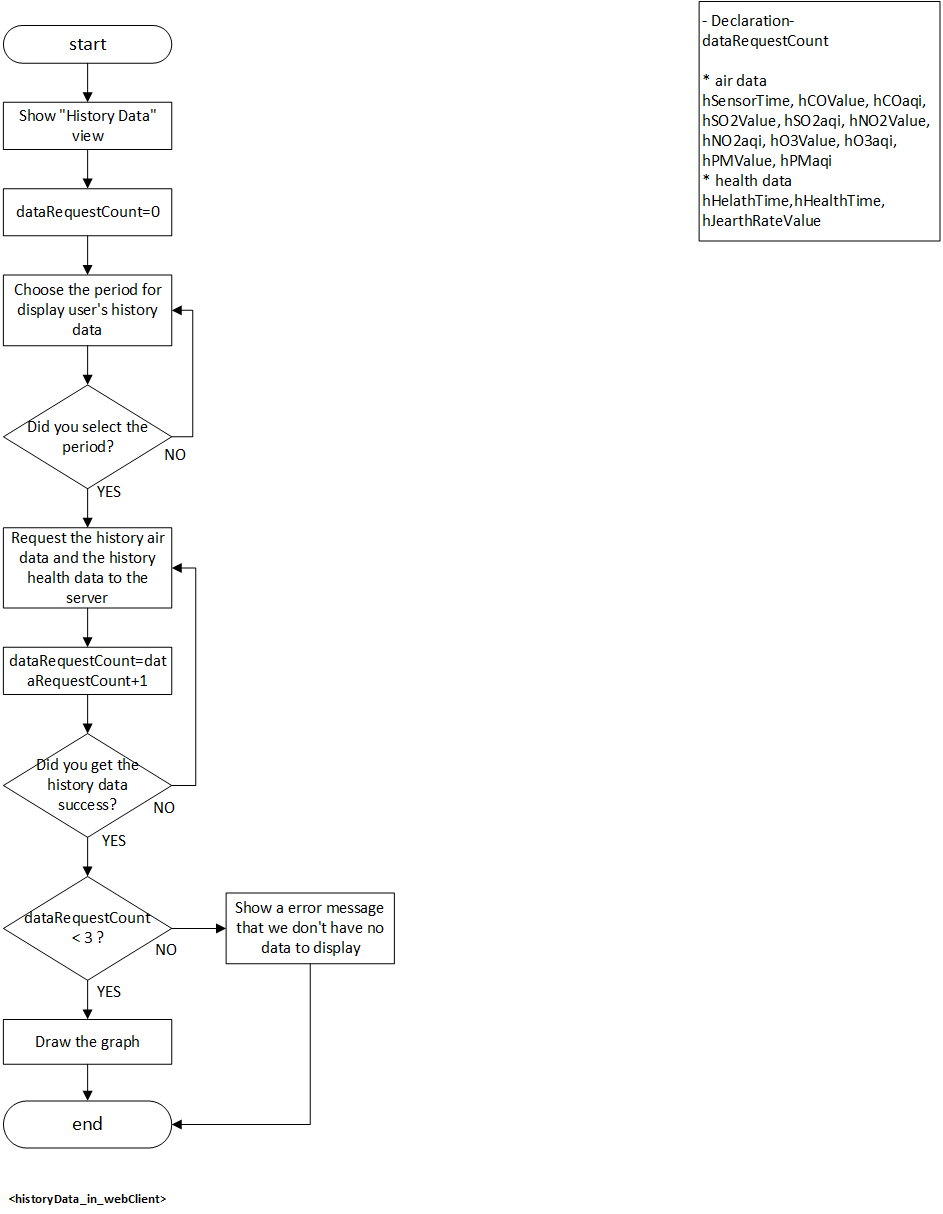 start
Show "History Data"
view
dataRequestCount=0
Choose the period for
display user's history
data
Did you select the
period?
NO
YES
Request the history air
data and the history
health data to the
server
dataRequestCount=dat
aRequestCount+1
Did you get the
history data
success?
NO
YES
dataRequestCount
< 3 ?
NO
YES
Show a error message
that we don't have no
data to display
Draw the graph
end
<historyData_in_webClient>
- Declaration-
dataRequestCount
* air data
hSensorTime, hCOValue, hCOaqi,
hSO2Value, hSO2aqi, hNO2Value,
hNO2aqi, hO3Value, hO3aqi,
hPMValue, hPMaqi
* health data
hHelathTime,hHealthTime,
hJearthRateValue